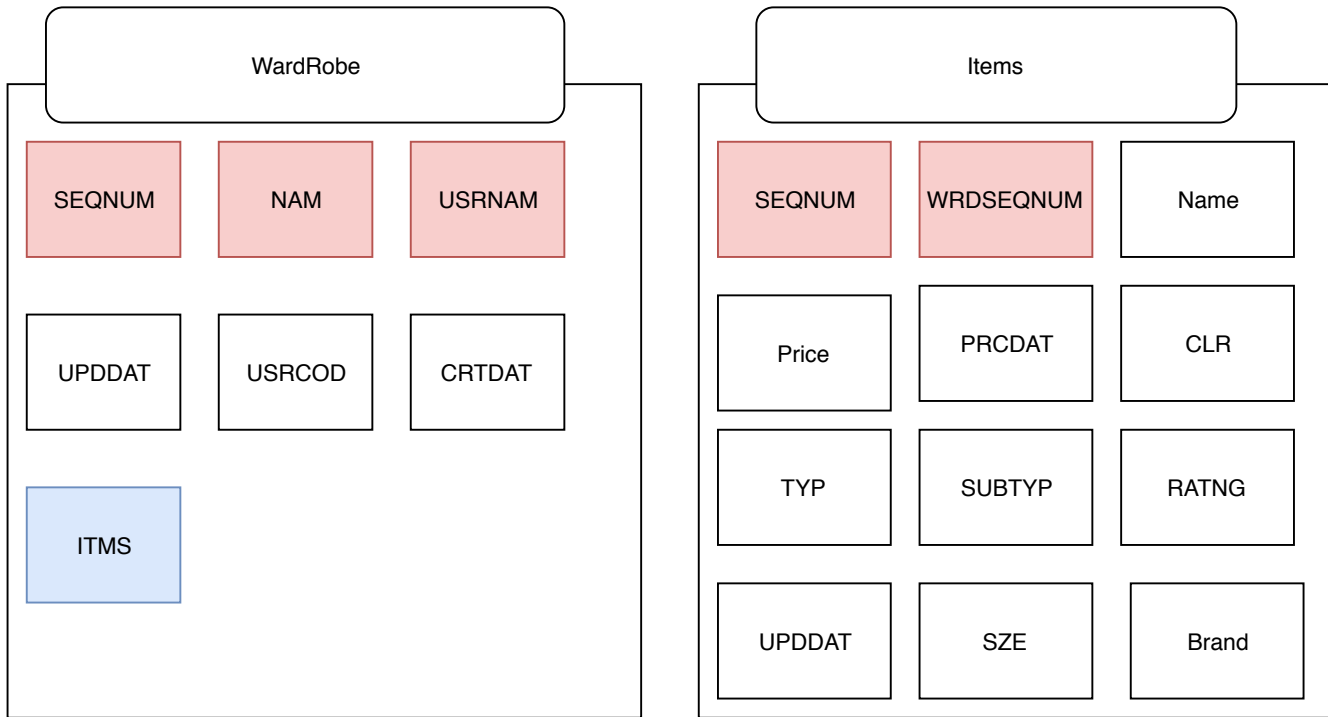 WardRobe
SEQNUM
NAM
USRNAM
UPDDAT
USRCOD
CRTDAT
ITMS
Items
SEQNUM
WRDSEQNUM
Name
Price
PRCDAT
CLR
TYP
SUBTYP
RATNG
UPDDAT
SZE
Brand